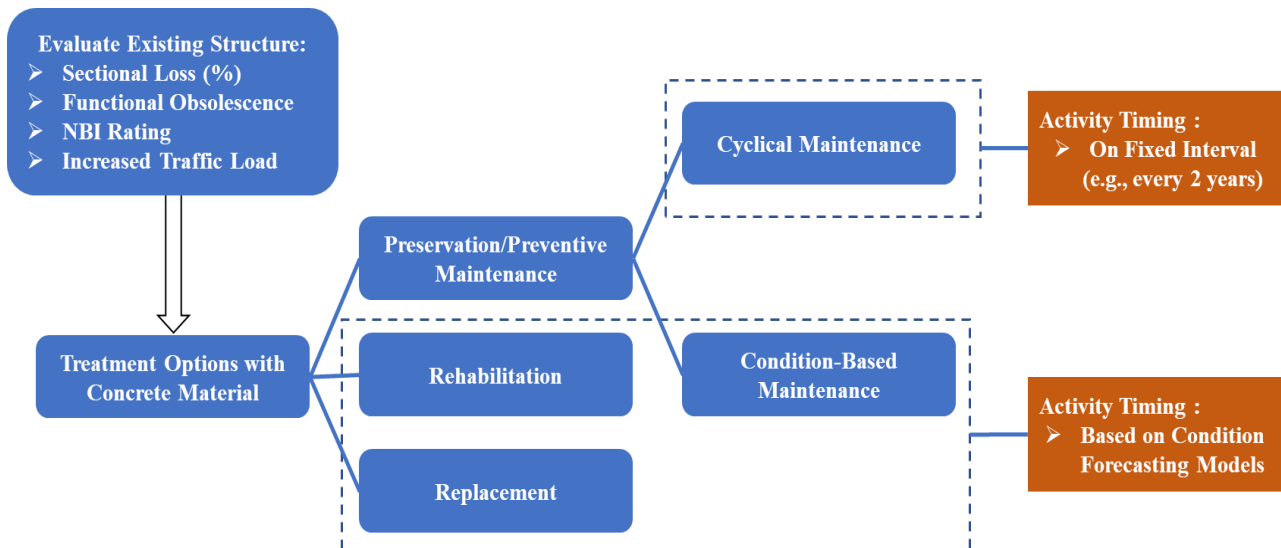 Evaluate Existing Structure:
➤ Sectional Loss (%)
➤ Functional Obsolescence
➤ NBI Rating
➤ Increased Traffic Load
Treatment Options with
Concrete Material
Preservation/Preventive
Maintenance
Rehabilitation
Replacement
Cyclical Maintenance
Condition-Based
Maintenance
Activity Timing :
➤ On Fixed Interval
(e.g., every 2 years)
Activity Timing :
➤ Based on Condition
Forecasting Models